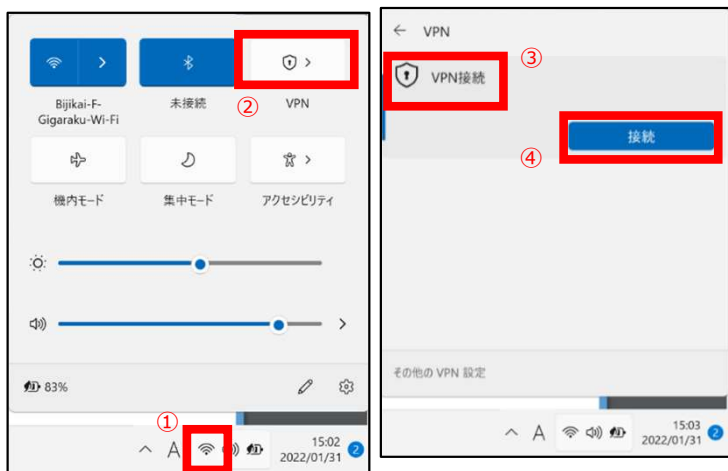 ②
Bijikai-F-
Gigaraku-Wi-Fi
未接続
VPN
機内モード
集中モード
アクセシビリティ
83%
①
A
15:02
2022/01/31
2
VPN
③
VPN接続
接続
④
その他の VPN 設定
A
15:03
2022/01/31
2